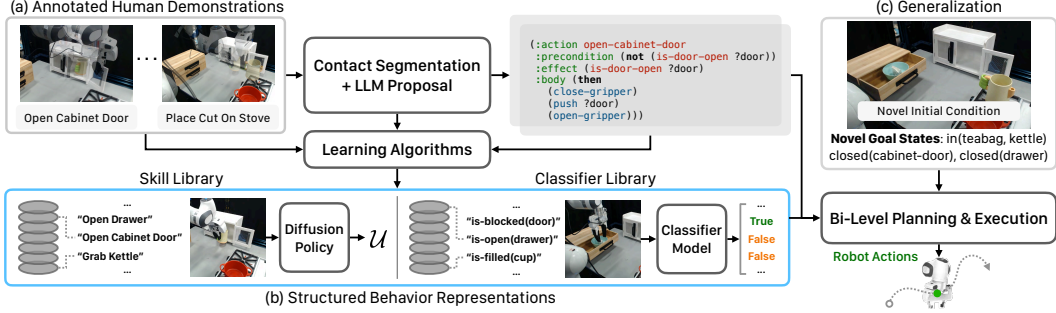 (a) Annotated Human Demonstrations
...
Open Cabinet Door
Place Cut On Stove
Contact Segmentation
+ LLM Proposal
(:action open-cabinet-door
:precondition (not (is-door-open ?door))
:effect (is-door-open ?door)
:body (then
(close-gripper)
(push ?door)
(open-gripper)))
Learning Algorithms
(c) Generalization
Novel Initial Condition
Novel Goal States: in(teabag, kettle)
closed(cabinet-door), closed(drawer)
Skill Library
...
"Open Drawer"
"Open Cabinet Door"
"Grab Kettle"
...
Diffusion
Policy
𝒰
Classifier Library
...
"is-blocked(door)"
"is-open(drawer)"
"is-filled(cup)"
...
Classifier
Model
...
True
False
False
...
(b) Structured Behavior Representations
Bi-Level Planning & Execution
Robot Actions